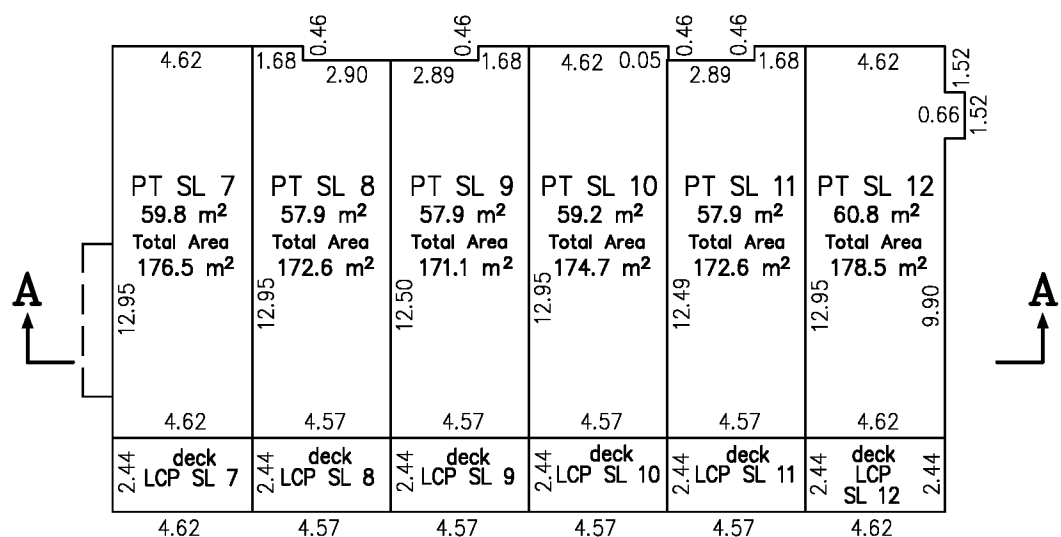 0.46 0.46 0.46 0.46
4.62 1.68 2.90 2.89 1.68 4.62 0.05 2.89 1.68 4.62 1.52
0.66 1.52
PT SL 7
59.8 m²
Total Area
176.5 m²
12.95
4.62
PT SL 8
57.9 m²
Total Area
172.6 m²
12.95
4.57
PT SL 9
57.9 m²
Total Area
171.1 m²
12.50
4.57
PT SL 10
59.2 m²
Total Area
174.7 m²
12.95
4.57
PT SL 11
57.9 m²
Total Area
172.6 m²
12.49
4.57
PT SL 12
60.8 m²
Total Area
178.5 m²
12.95
9.90
4.62
A
A
2.44
deck
LCP SL 7
4.62
2.44
deck
LCP SL 8
4.57
2.44
deck
LCP SL 9
4.57
2.44
deck
LCP SL 10
4.57
2.44
deck
LCP SL 11
4.57
2.44
deck
LCP
SL 12
2.44
4.62